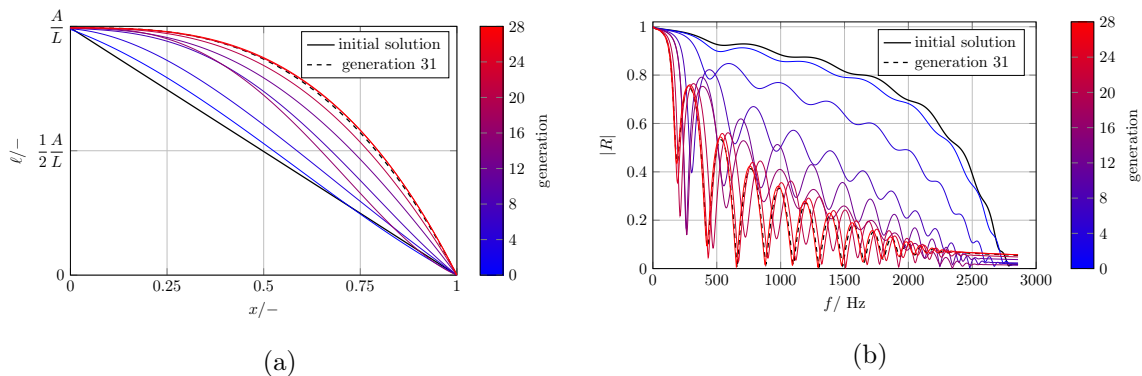 A/L
1/2 A/L
0
ℓ/−
0
0.25
0.5
0.75
1
x/−
initial solution
generation 31
28
24
20
16
12
8
4
0
generation
(a)
1
0.8
0.6
0.4
0.2
0
|R|
0
500
1000
1500
2000
2500
3000
f/ Hz
initial solution
generation 31
28
24
20
16
12
8
4
0
generation
(b)